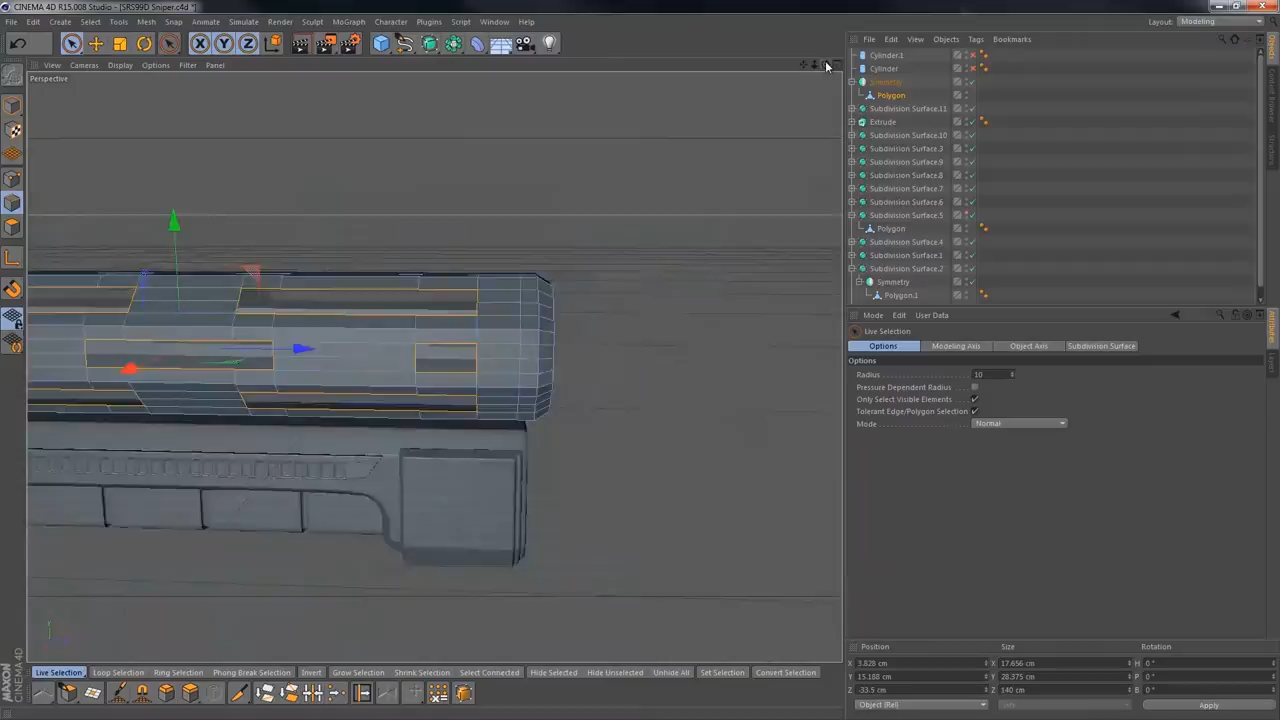 CINEMA 4D R15.008 Studio - [SRS99D Sniper.c4d *]
File Edit Create Select Tools Mesh Snap Animate Simulate Render Sculpt MoGraph Character Plugins Script Window Help
Layout: Modeling
X Y Z
View Cameras Display Options Filter Panel
Perspective
File Edit View Objects Tags Bookmarks
Cylinder.1
Cylinder
Symmetry
Polygon
Subdivision Surface.11
Extrude
Subdivision Surface.10
Subdivision Surface.3
Subdivision Surface.9
Subdivision Surface.8
Subdivision Surface.7
Subdivision Surface.6
Subdivision Surface.5
Polygon
Subdivision Surface.4
Subdivision Surface.1
Subdivision Surface.2
Symmetry
Polygon.1
Objects
Content Browser
Structure
Mode Edit User Data
Live Selection
Options Modeling Axis Object Axis Subdivision Surface
Options
Radius 10
Pressure Dependent Radius
Only Select Visible Elements
Tolerant Edge/Polygon Selection
Mode Normal
Attributes
Layer
Position Size Rotation
X 3.828 cm X 17.656 cm H 0 °
Y 15.188 cm Y 28.375 cm P 0 °
Z -33.5 cm Z 140 cm B 0 °
Object (Rel) Apply
Live Selection Loop Selection Ring Selection Phong Break Selection Invert Grow Selection Shrink Selection Select Connected Hide Selected Hide Unselected Unhide All Set Selection Convert Selection
MAXON CINEMA 4D